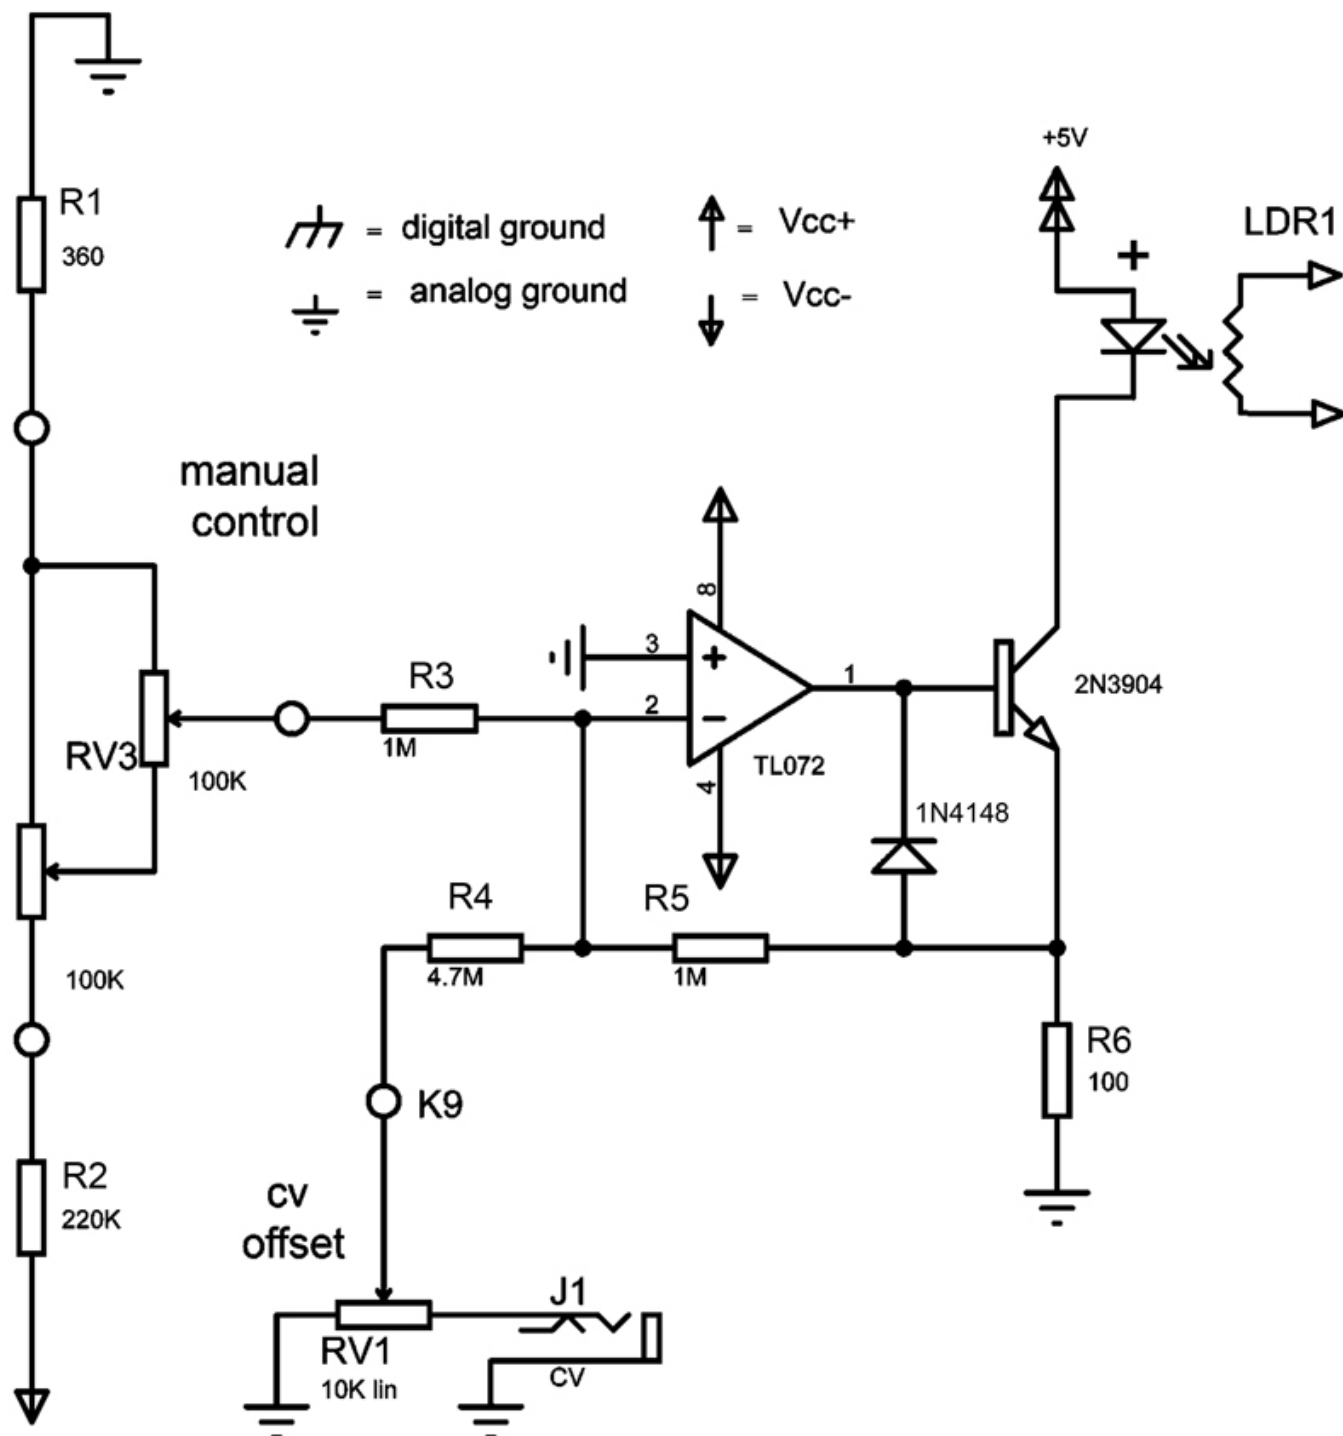 +5V
R1
360
= digital ground
= Vcc+
LDR1
+
= analog ground
= Vcc-
manual
control
8
3
+
1
2N3904
R3
2
−
1M
TL072
RV3
100K
4
1N4148
R4
R5
4.7M
1M
100K
R6
100
K9
R2
220K
cv
offset
J1
RV1
CV
10K lin